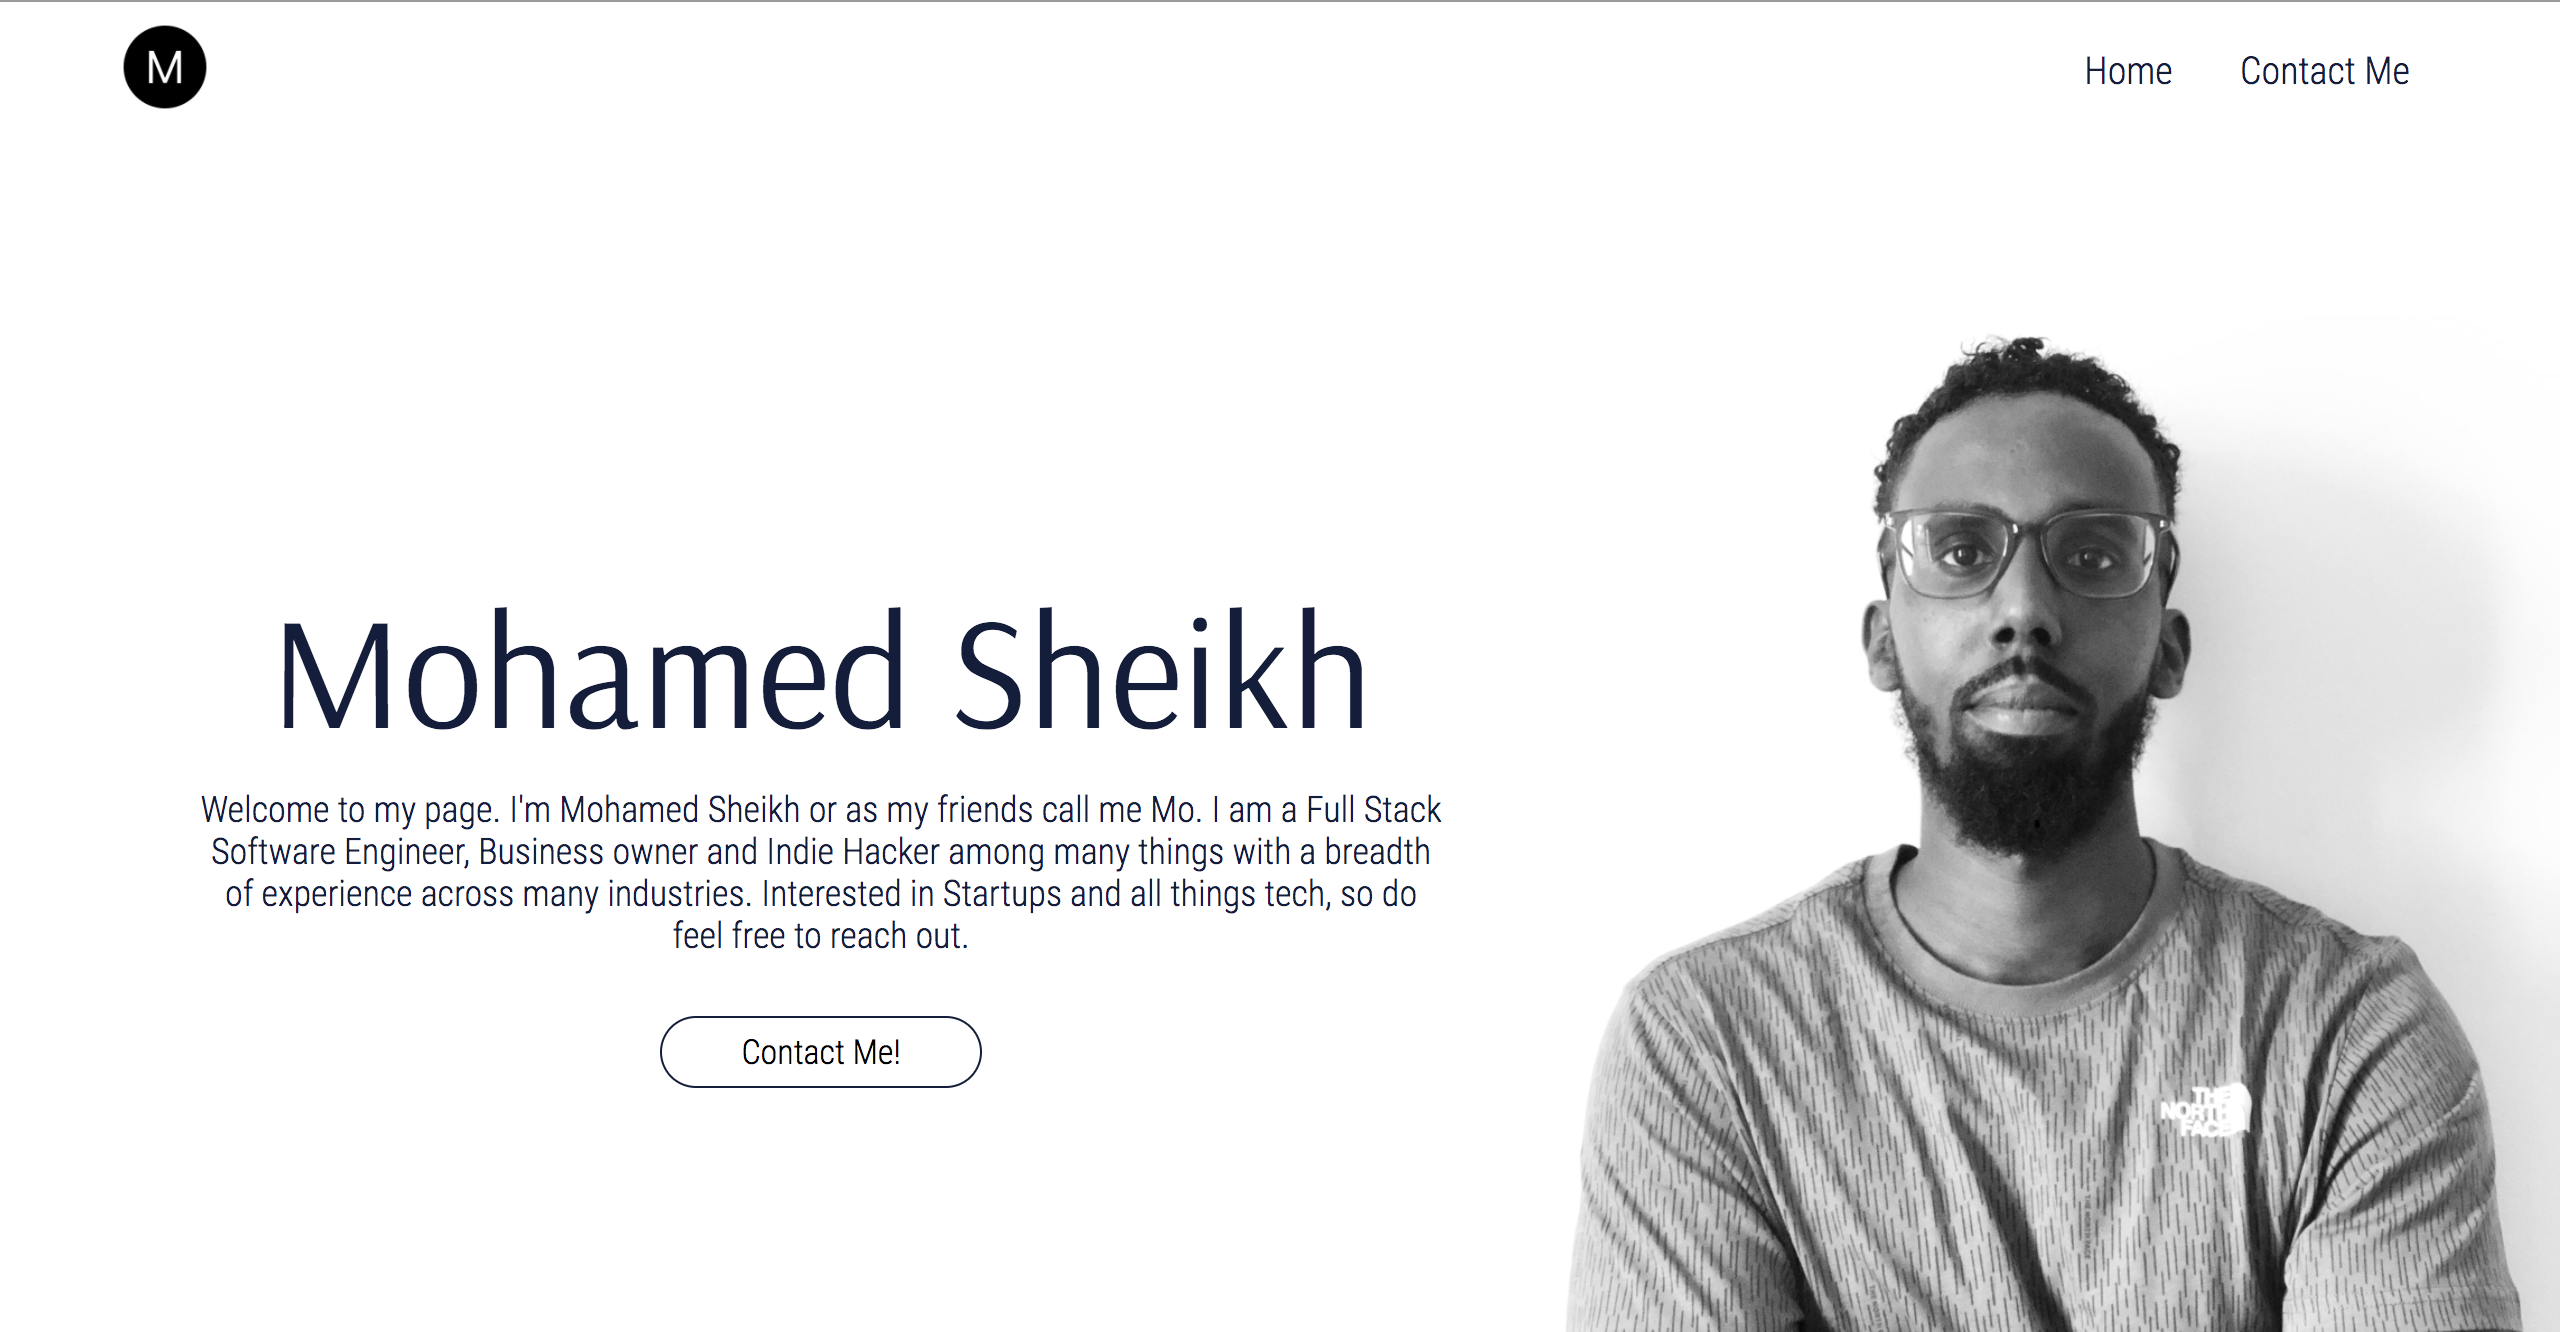 M
Home
Contact Me
Mohamed Sheikh
Welcome to my page. I'm Mohamed Sheikh or as my friends call me Mo. I am a Full Stack
Software Engineer, Business owner and Indie Hacker among many things with a breadth
of experience across many industries. Interested in Startups and all things tech, so do
feel free to reach out.
Contact Me!
THE
NORTH
FACE